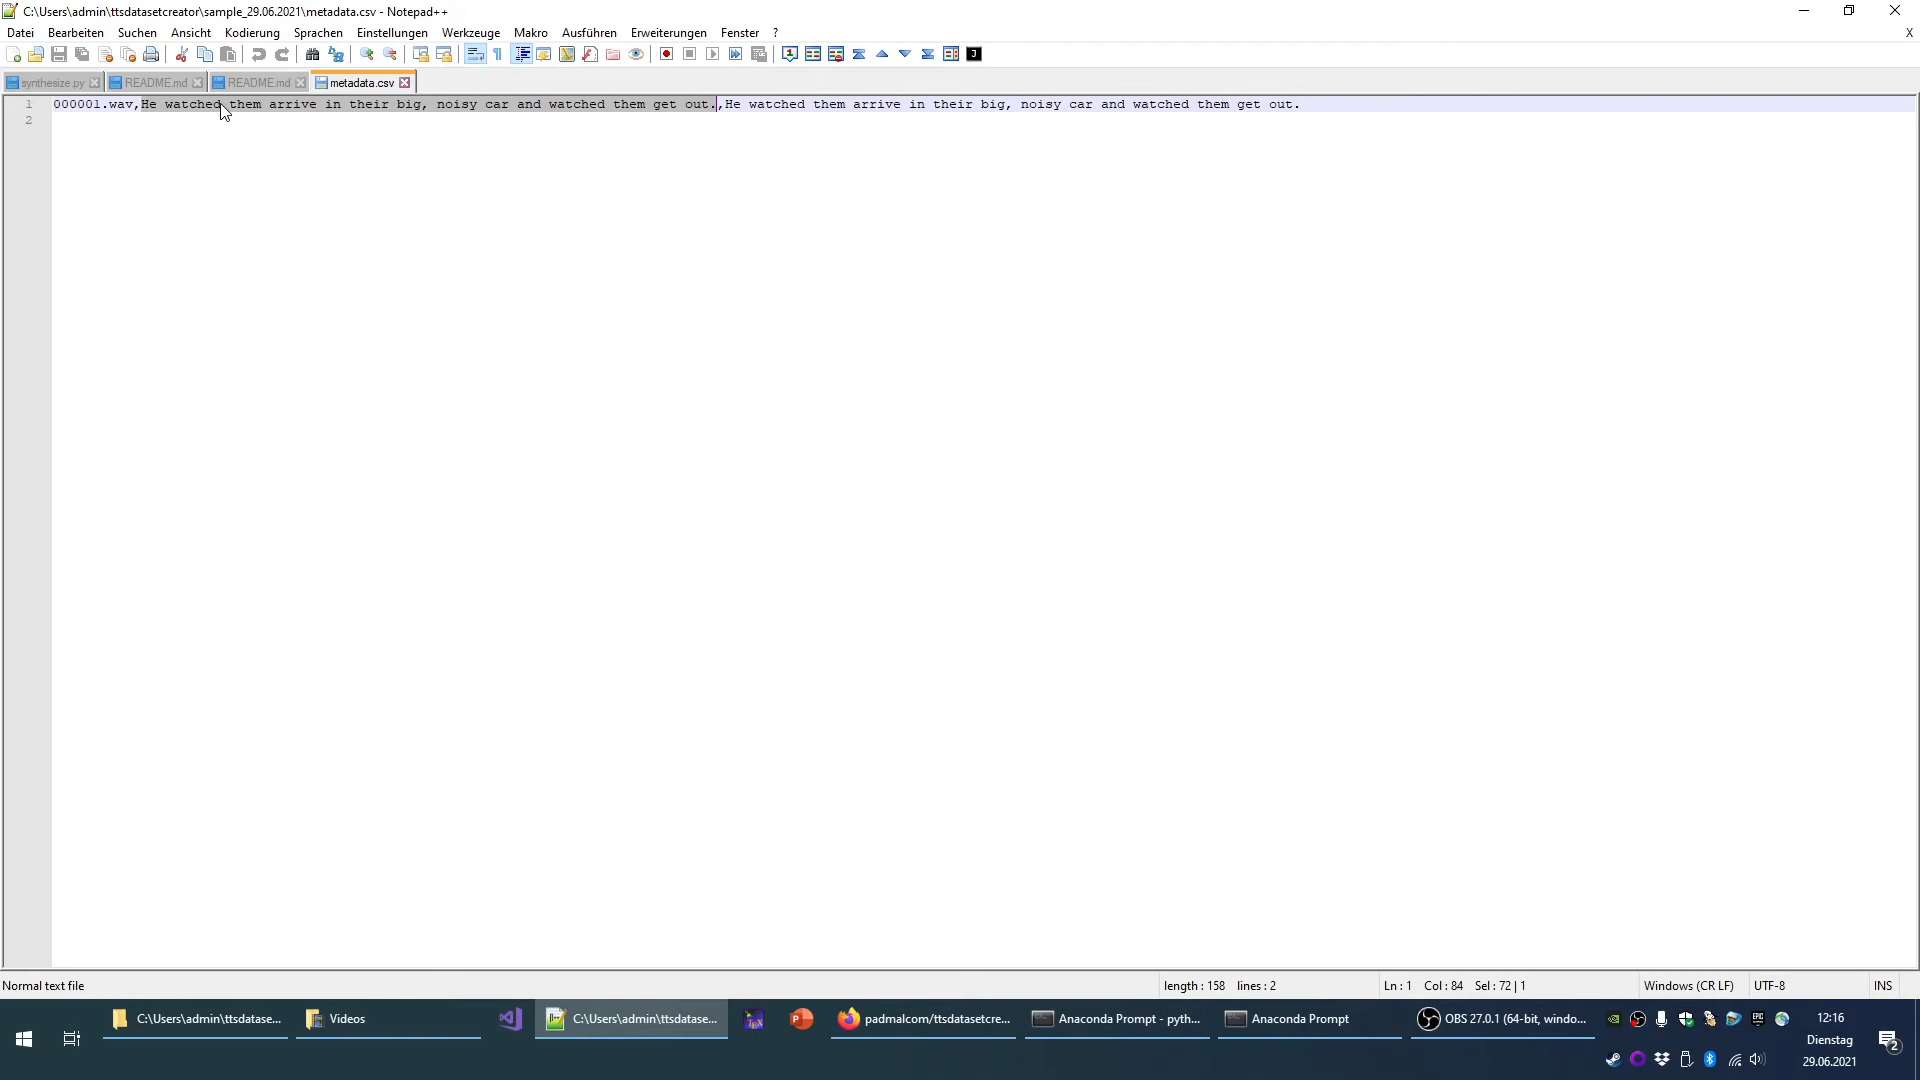 C:\Users\admin\ttsdatasetcreator\sample_29.06.2021\metadata.csv - Notepad++
Datei Bearbeiten Suchen Ansicht Kodierung Sprachen Einstellungen Werkzeuge Makro Ausführen Erweiterungen Fenster ? X
synthesize.py README.md README.md metadata.csv
1 000001.wav,He watched them arrive in their big, noisy car and watched them get out.,He watched them arrive in their big, noisy car and watched them get out.
2
Normal text file length : 158 lines : 2 Ln : 1 Col : 84 Sel : 72 | 1 Windows (CR LF) UTF-8 INS
C:\Users\admin\ttsdatase... Videos C:\Users\admin\ttsdatase... padmalcom/ttsdatasetcre... Anaconda Prompt - pyth... Anaconda Prompt OBS 27.0.1 (64-bit, windo... 12:16
Dienstag
29.06.2021
2